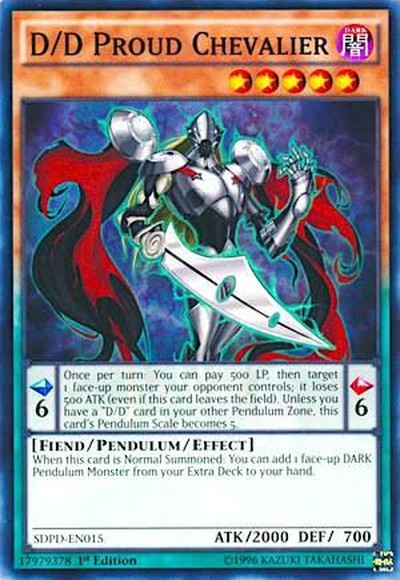 D/D PROUD CHEVALIER
DARK
闇
Once per turn: You can pay 500 LP, then target
1 face-up monster your opponent controls; it loses
500 ATK (even if this card leaves the field). Unless you
have a "D/D" card in your other Pendulum Zone, this
card's Pendulum Scale becomes 5.
6
6
[FIEND/PENDULUM/EFFECT]
When this card is Normal Summoned: You can add 1 face-up DARK
Pendulum Monster from your Extra Deck to your hand.
SDPD-EN015
ATK/2000 DEF/ 700
17979378
1st Edition
©1996 KAZUKI TAKAHASHI